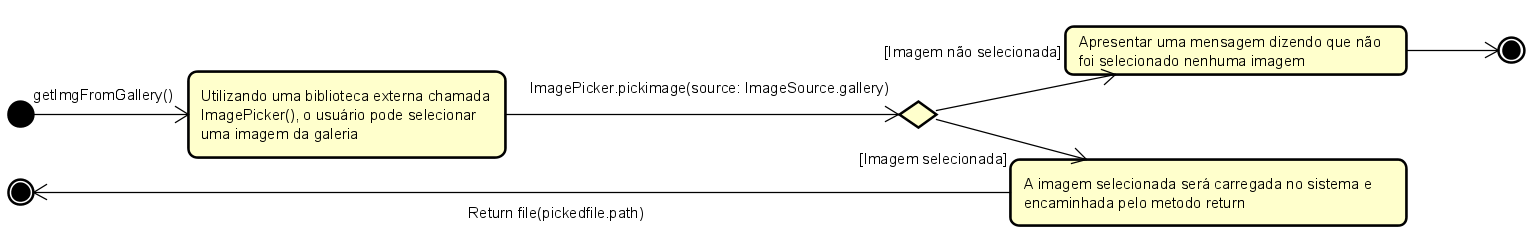 getImgFromGallery()
Utilizando uma biblioteca externa chamada
ImagePicker(), o usuário pode selecionar
uma imagem da galeria
ImagePicker.pickimage(source: ImageSource.gallery)
[Imagem não selecionada]
Apresentar uma mensagem dizendo que não
foi selecionado nenhuma imagem
[Imagem selecionada]
A imagem selecionada será carregada no sistema e
encaminhada pelo metodo return
Return file(pickedfile.path)